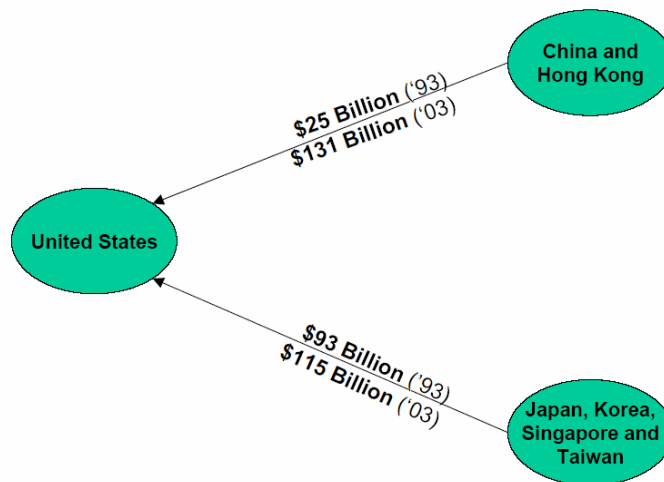 China and
Hong Kong
$25 Billion (‘93)
$131 Billion (‘03)
United States
$93 Billion (‘93)
$115 Billion (‘03)
Japan, Korea,
Singapore and
Taiwan